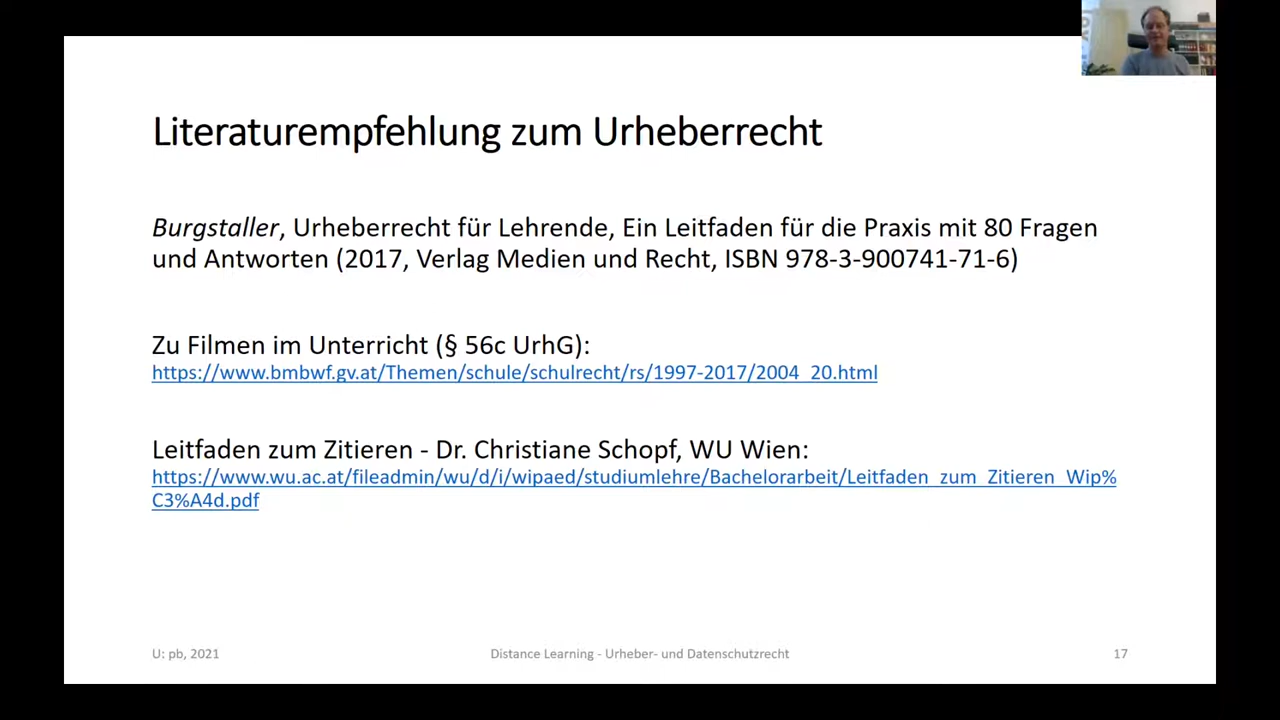 Literaturempfehlung zum Urheberrecht
Burgstaller, Urheberrecht für Lehrende, Ein Leitfaden für die Praxis mit 80 Fragen
und Antworten (2017, Verlag Medien und Recht, ISBN 978-3-900741-71-6)
Zu Filmen im Unterricht (§ 56c UrhG):
https://www.bmbwf.gv.at/Themen/schule/schulrecht/rs/1997-2017/2004_20.html
Leitfaden zum Zitieren - Dr. Christiane Schopf, WU Wien:
https://www.wu.ac.at/fileadmin/wu/d/i/wipaed/studiumlehre/Bachelorarbeit/Leitfaden_zum_Zitieren_Wip%
C3%A4d.pdf
U: pb, 2021
Distance Learning - Urheber- und Datenschutzrecht
17